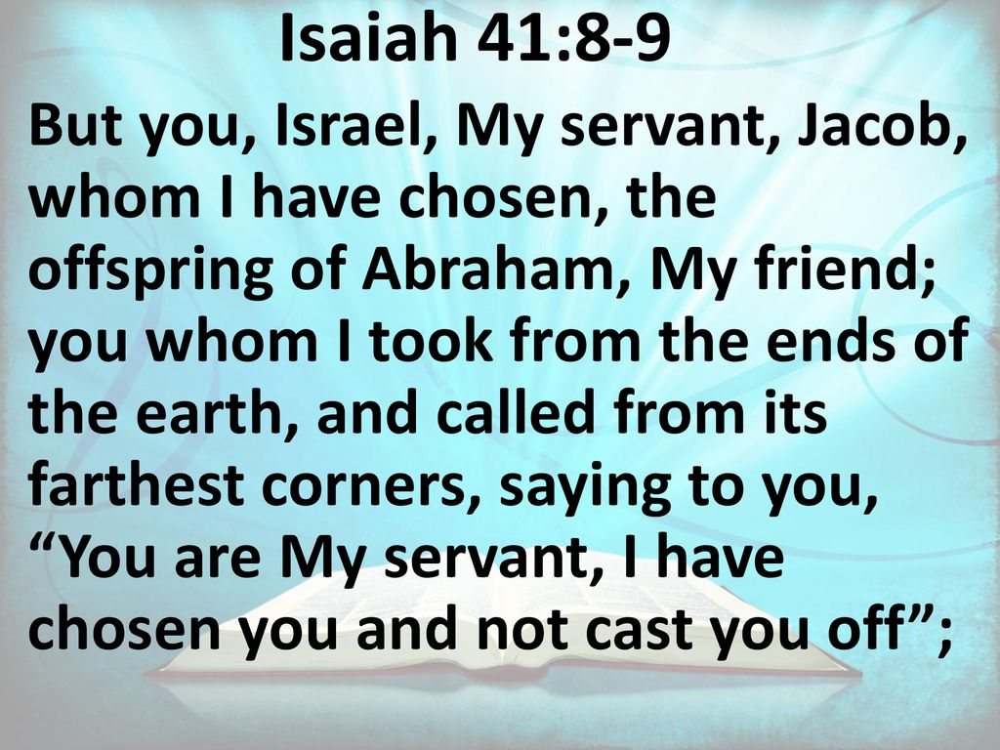 Isaiah 41:8-9
But you, Israel, My servant, Jacob,
whom I have chosen, the
offspring of Abraham, My friend;
you whom I took from the ends of
the earth, and called from its
farthest corners, saying to you,
“You are My servant, I have
chosen you and not cast you off”;